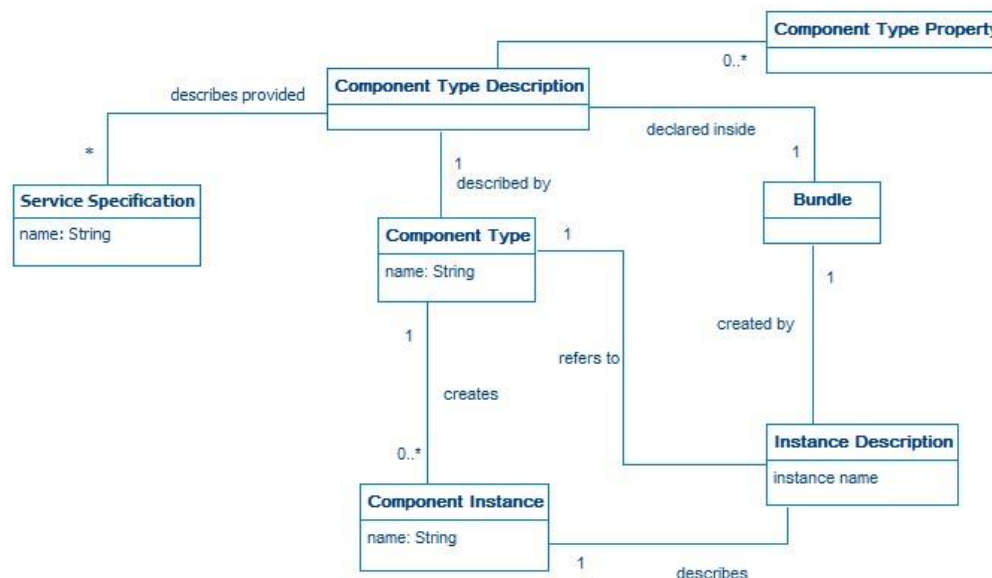 Component Type Property
0..*
Component Type Description
describes provided
declared inside
*
1
1
described by
Service Specification
name: String
Bundle
Component Type
name: String
1
1
1
created by
refers to
creates
0..*
Instance Description
instance name
Component Instance
name: String
1
describes